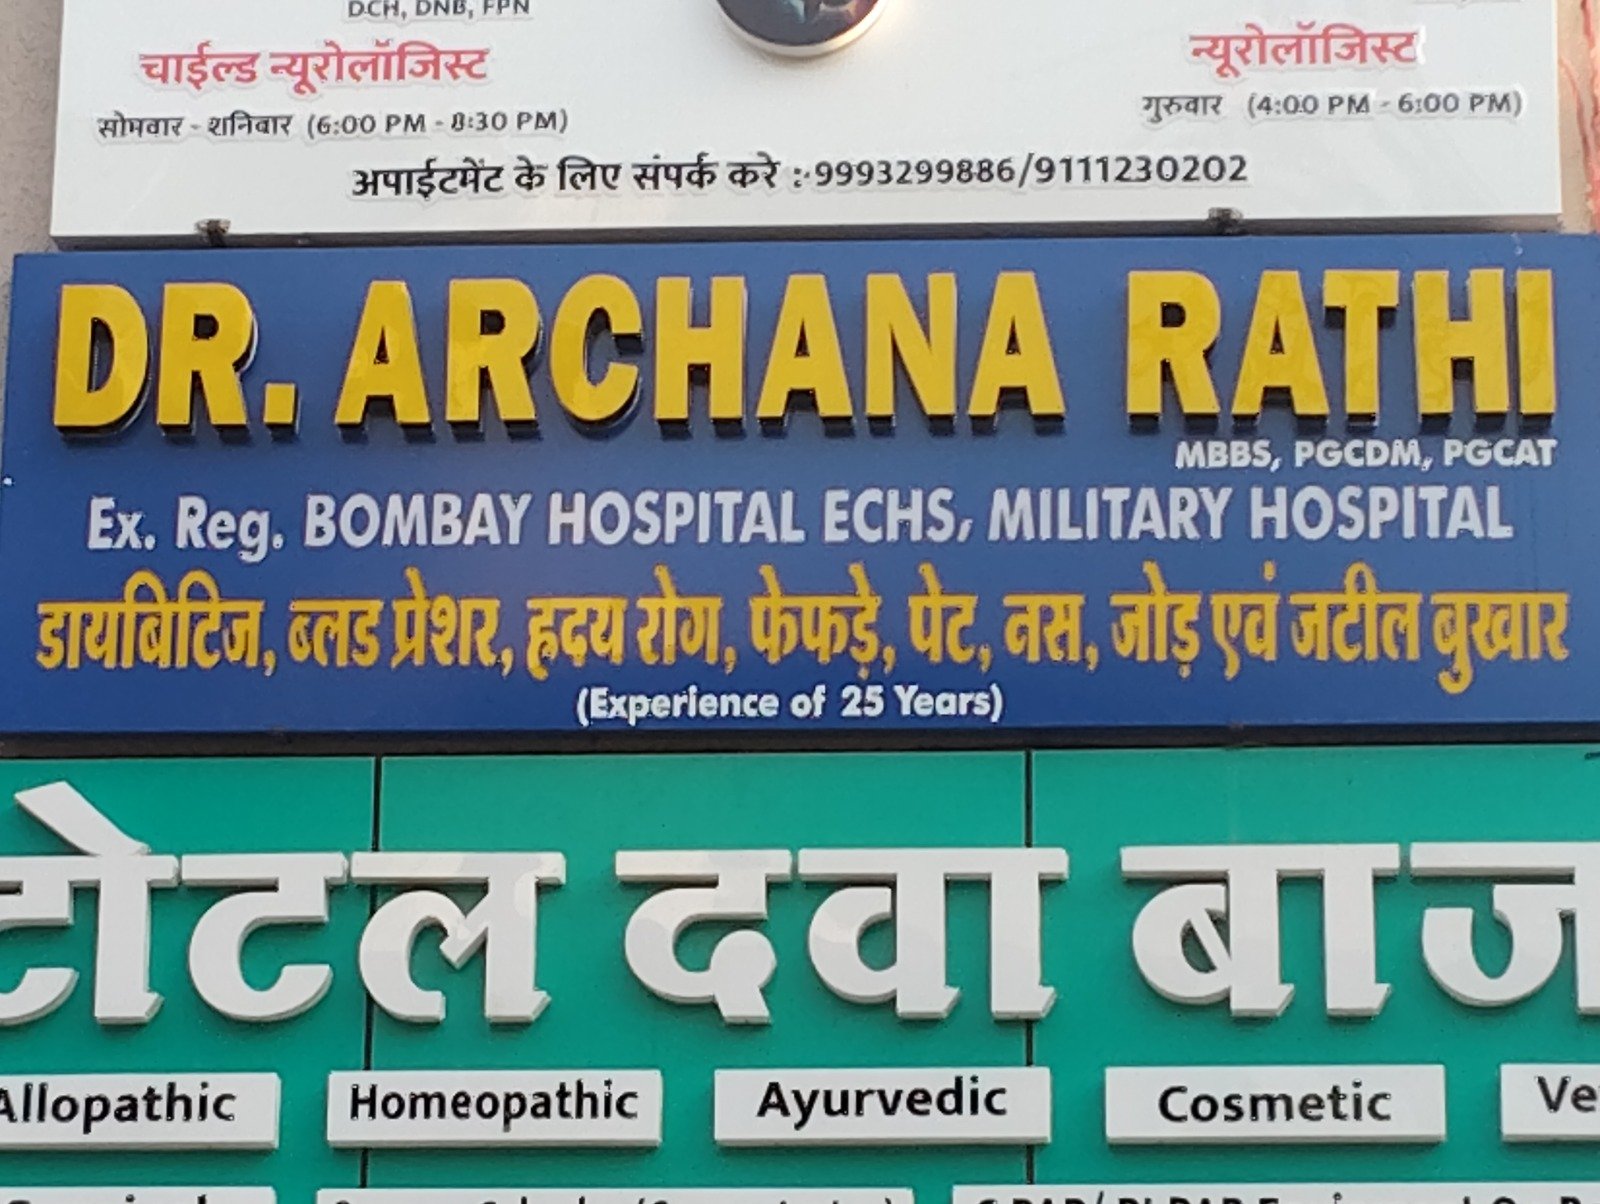 DCH, DNB, FPN
चाईल्ड न्यूरोलॉजिस्ट
सोमवार - शनिवार (6:00 PM - 8:30 PM)
न्यूरोलॉजिस्ट
गुरुवार (4:00 PM - 6:00 PM)
अपाईटमेंट के लिए संपर्क करे :-9993299886/9111230202
DR. ARCHANA RATHI
MBBS, PGCDM, PGCAT
Ex. Reg. BOMBAY HOSPITAL ECHS, MILITARY HOSPITAL
डायबिटिज, ब्लड प्रेशर, ह्रदय रोग, फेफड़े, पेट, नस, जोड़ एवं जटील बुखार
(Experience of 25 Years)
टोटल दवा बाज
Allopathic Homeopathic Ayurvedic Cosmetic Ve